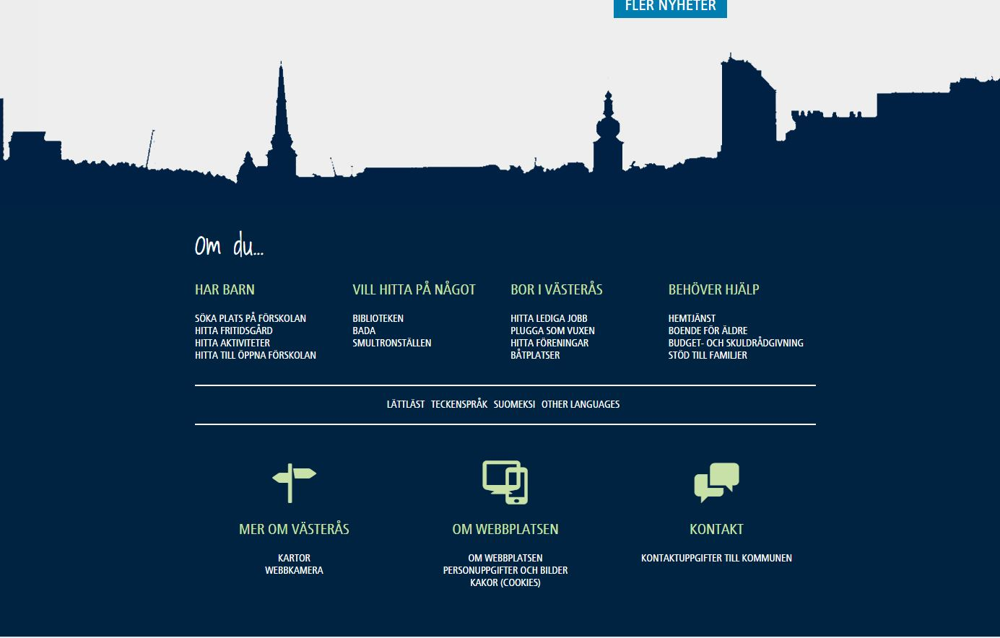 FLER NYHETER
Om du...
HAR BARN
SÖKA PLATS PÅ FÖRSKOLAN
HITTA FRITIDSGÅRD
HITTA AKTIVITETER
HITTA TILL ÖPPNA FÖRSKOLAN
VILL HITTA PÅ NÅGOT
BIBLIOTEKEN
BADA
SMULTRONSTÄLLEN
BOR I VÄSTERÅS
HITTA LEDIGA JOBB
PLUGGA SOM VUXEN
HITTA FÖRENINGAR
BÅTPLATSER
BEHÖVER HJÄLP
HEMTJÄNST
BOENDE FÖR ÄLDRE
BUDGET- OCH SKULDRÅDGIVNING
STÖD TILL FAMILJER
LÄTTLÄST TECKENSPRÅK SUOMEKSI OTHER LANGUAGES
MER OM VÄSTERÅS
KARTOR
WEBBKAMERA
OM WEBBPLATSEN
OM WEBBPLATSEN
PERSONUPPGIFTER OCH BILDER
KAKOR (COOKIES)
KONTAKT
KONTAKTUPPGIFTER TILL KOMMUNEN